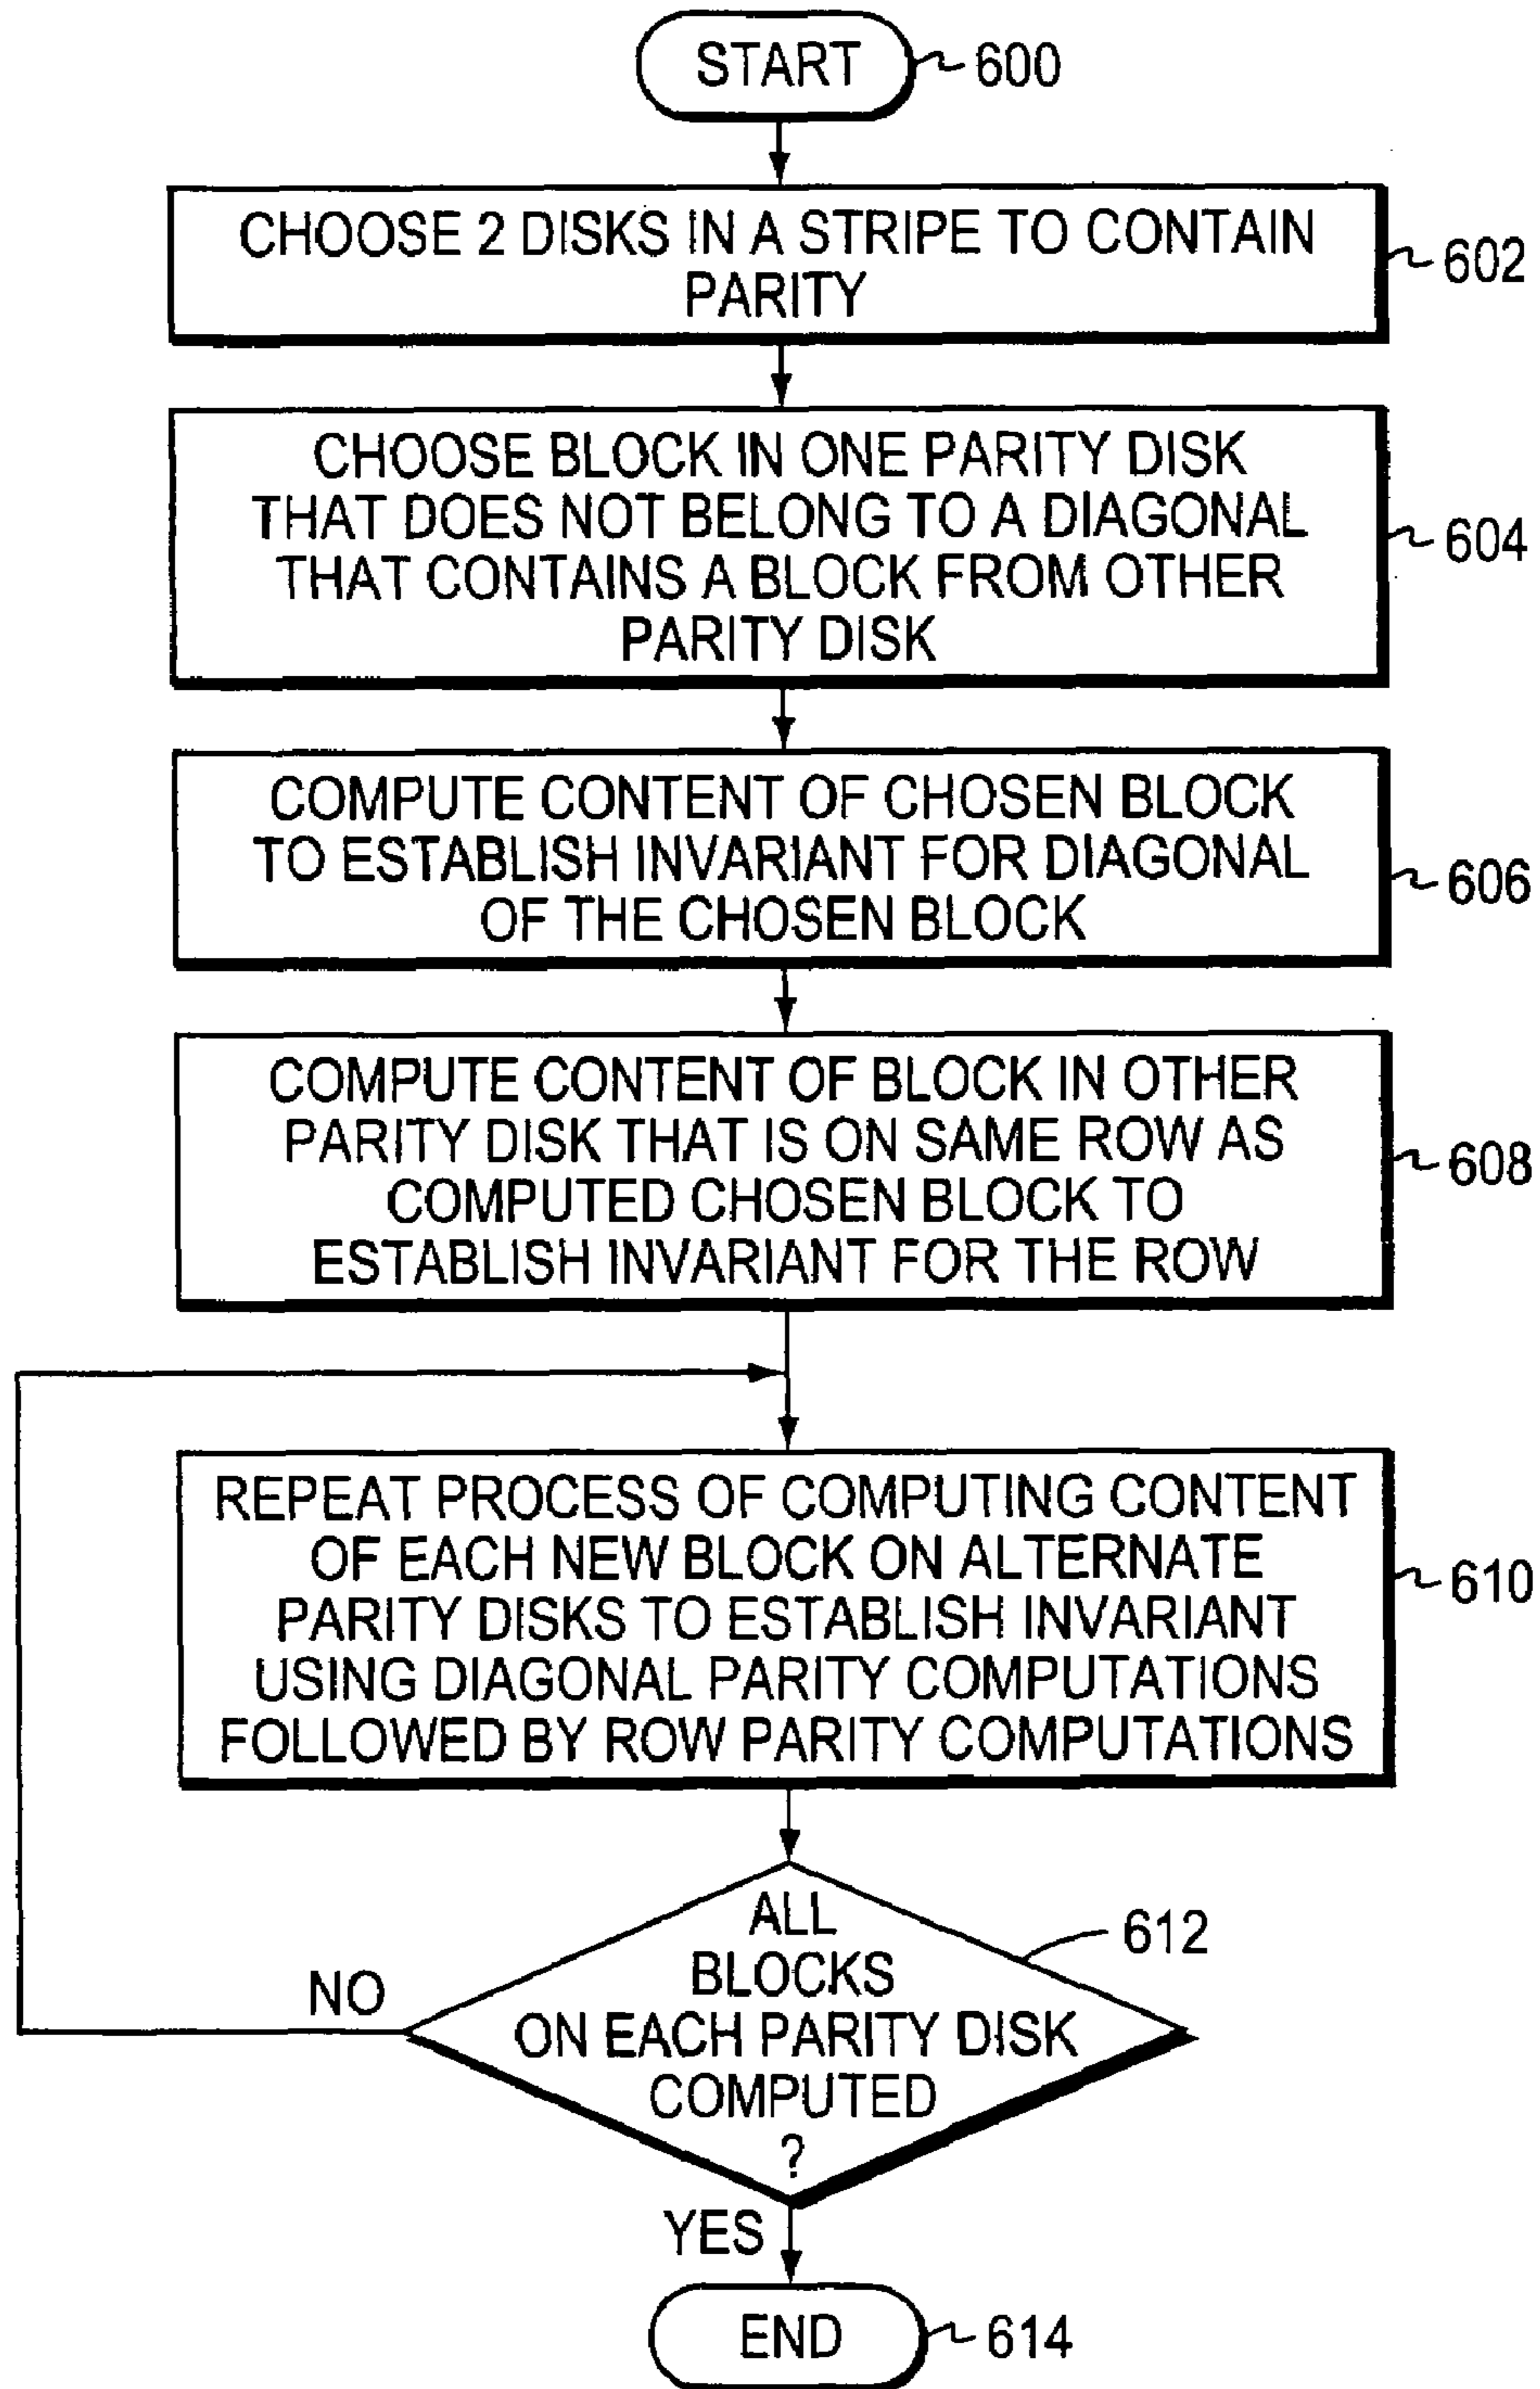 START
600
CHOOSE 2 DISKS IN A STRIPE TO CONTAIN
PARITY
602
CHOOSE BLOCK IN ONE PARITY DISK
THAT DOES NOT BELONG TO A DIAGONAL
THAT CONTAINS A BLOCK FROM OTHER
PARITY DISK
604
COMPUTE CONTENT OF CHOSEN BLOCK
TO ESTABLISH INVARIANT FOR DIAGONAL
OF THE CHOSEN BLOCK
606
COMPUTE CONTENT OF BLOCK IN OTHER
PARITY DISK THAT IS ON SAME ROW AS
COMPUTED CHOSEN BLOCK TO
ESTABLISH INVARIANT FOR THE ROW
608
REPEAT PROCESS OF COMPUTING CONTENT
OF EACH NEW BLOCK ON ALTERNATE
PARITY DISKS TO ESTABLISH INVARIANT
USING DIAGONAL PARITY COMPUTATIONS
FOLLOWED BY ROW PARITY COMPUTATIONS
610
ALL
BLOCKS
ON EACH PARITY DISK
COMPUTED
?
612
NO
YES
END
614